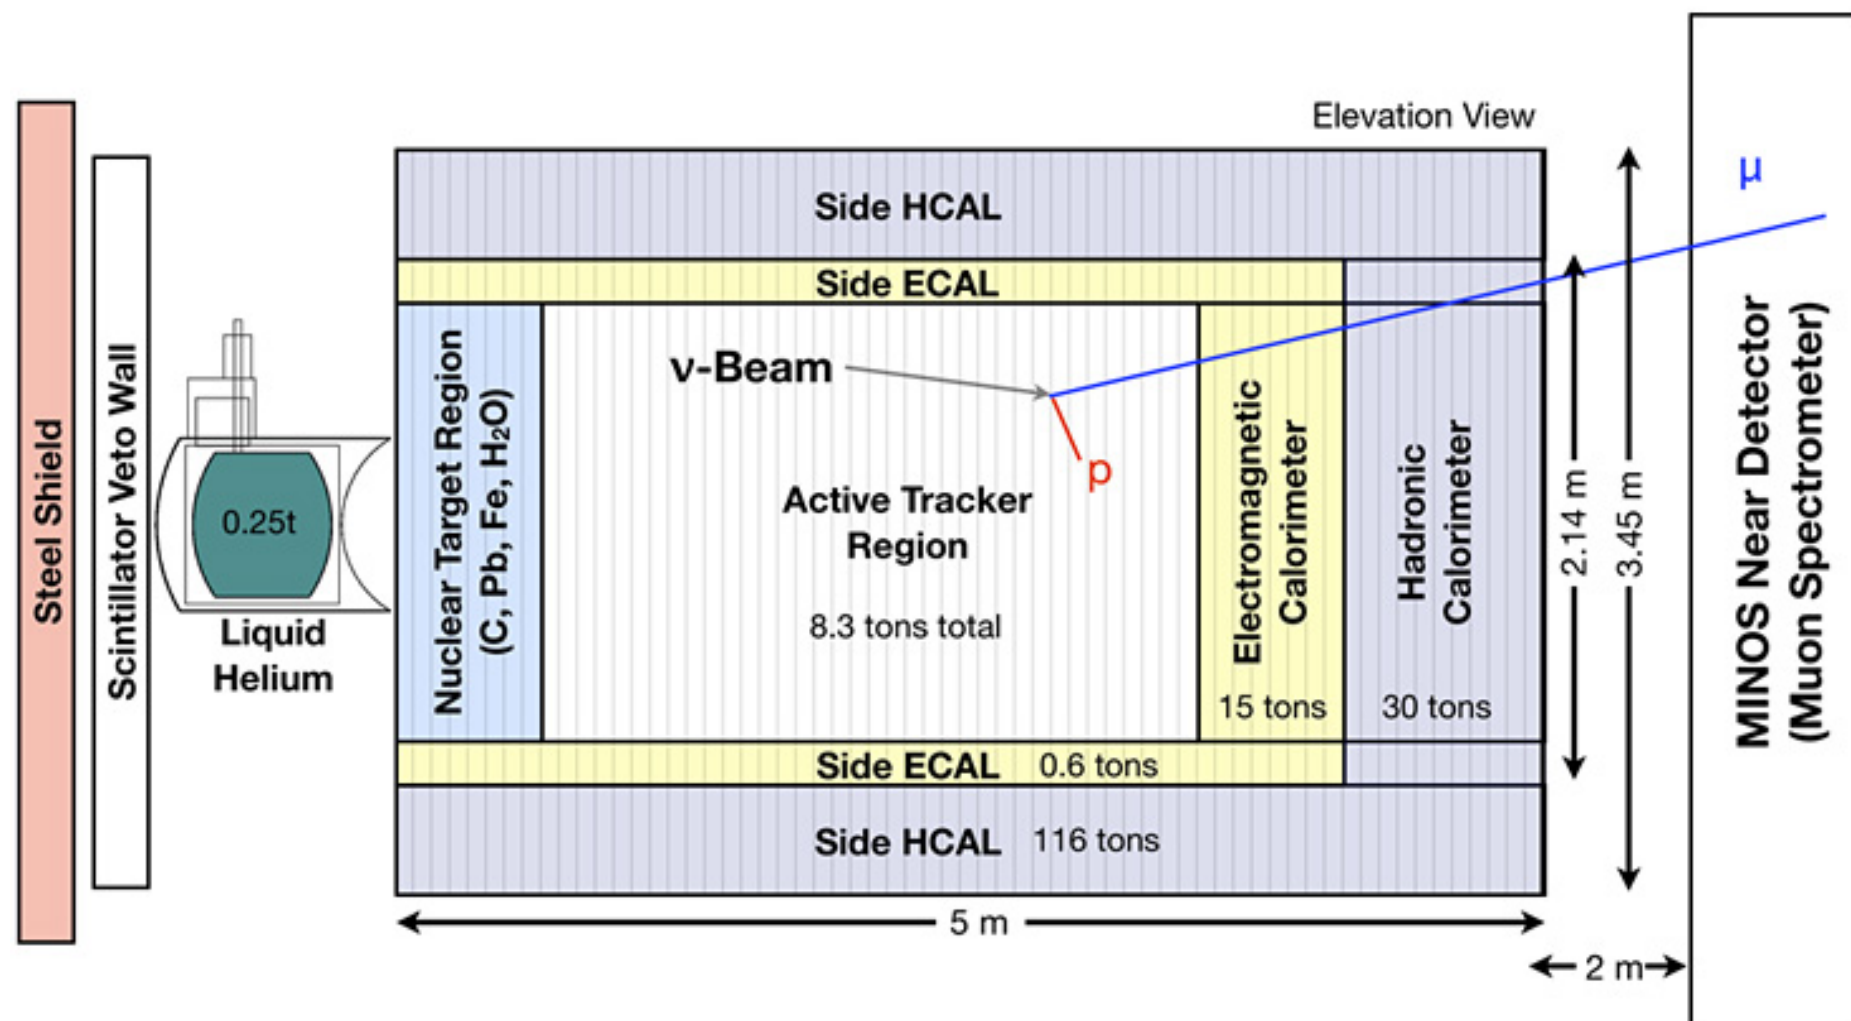 Elevation View
Steel Shield
Scintillator Veto Wall
0.25t
Liquid
Helium
Side HCAL
Side ECAL
Nuclear Target Region
(C, Pb, Fe, H₂O)
ν-Beam
p
μ
Active Tracker
Region
8.3 tons total
Electromagnetic
Calorimeter
15 tons
Hadronic
Calorimeter
30 tons
Side ECAL 0.6 tons
Side HCAL 116 tons
5 m
2.14 m
3.45 m
2 m
MINOS Near Detector
(Muon Spectrometer)